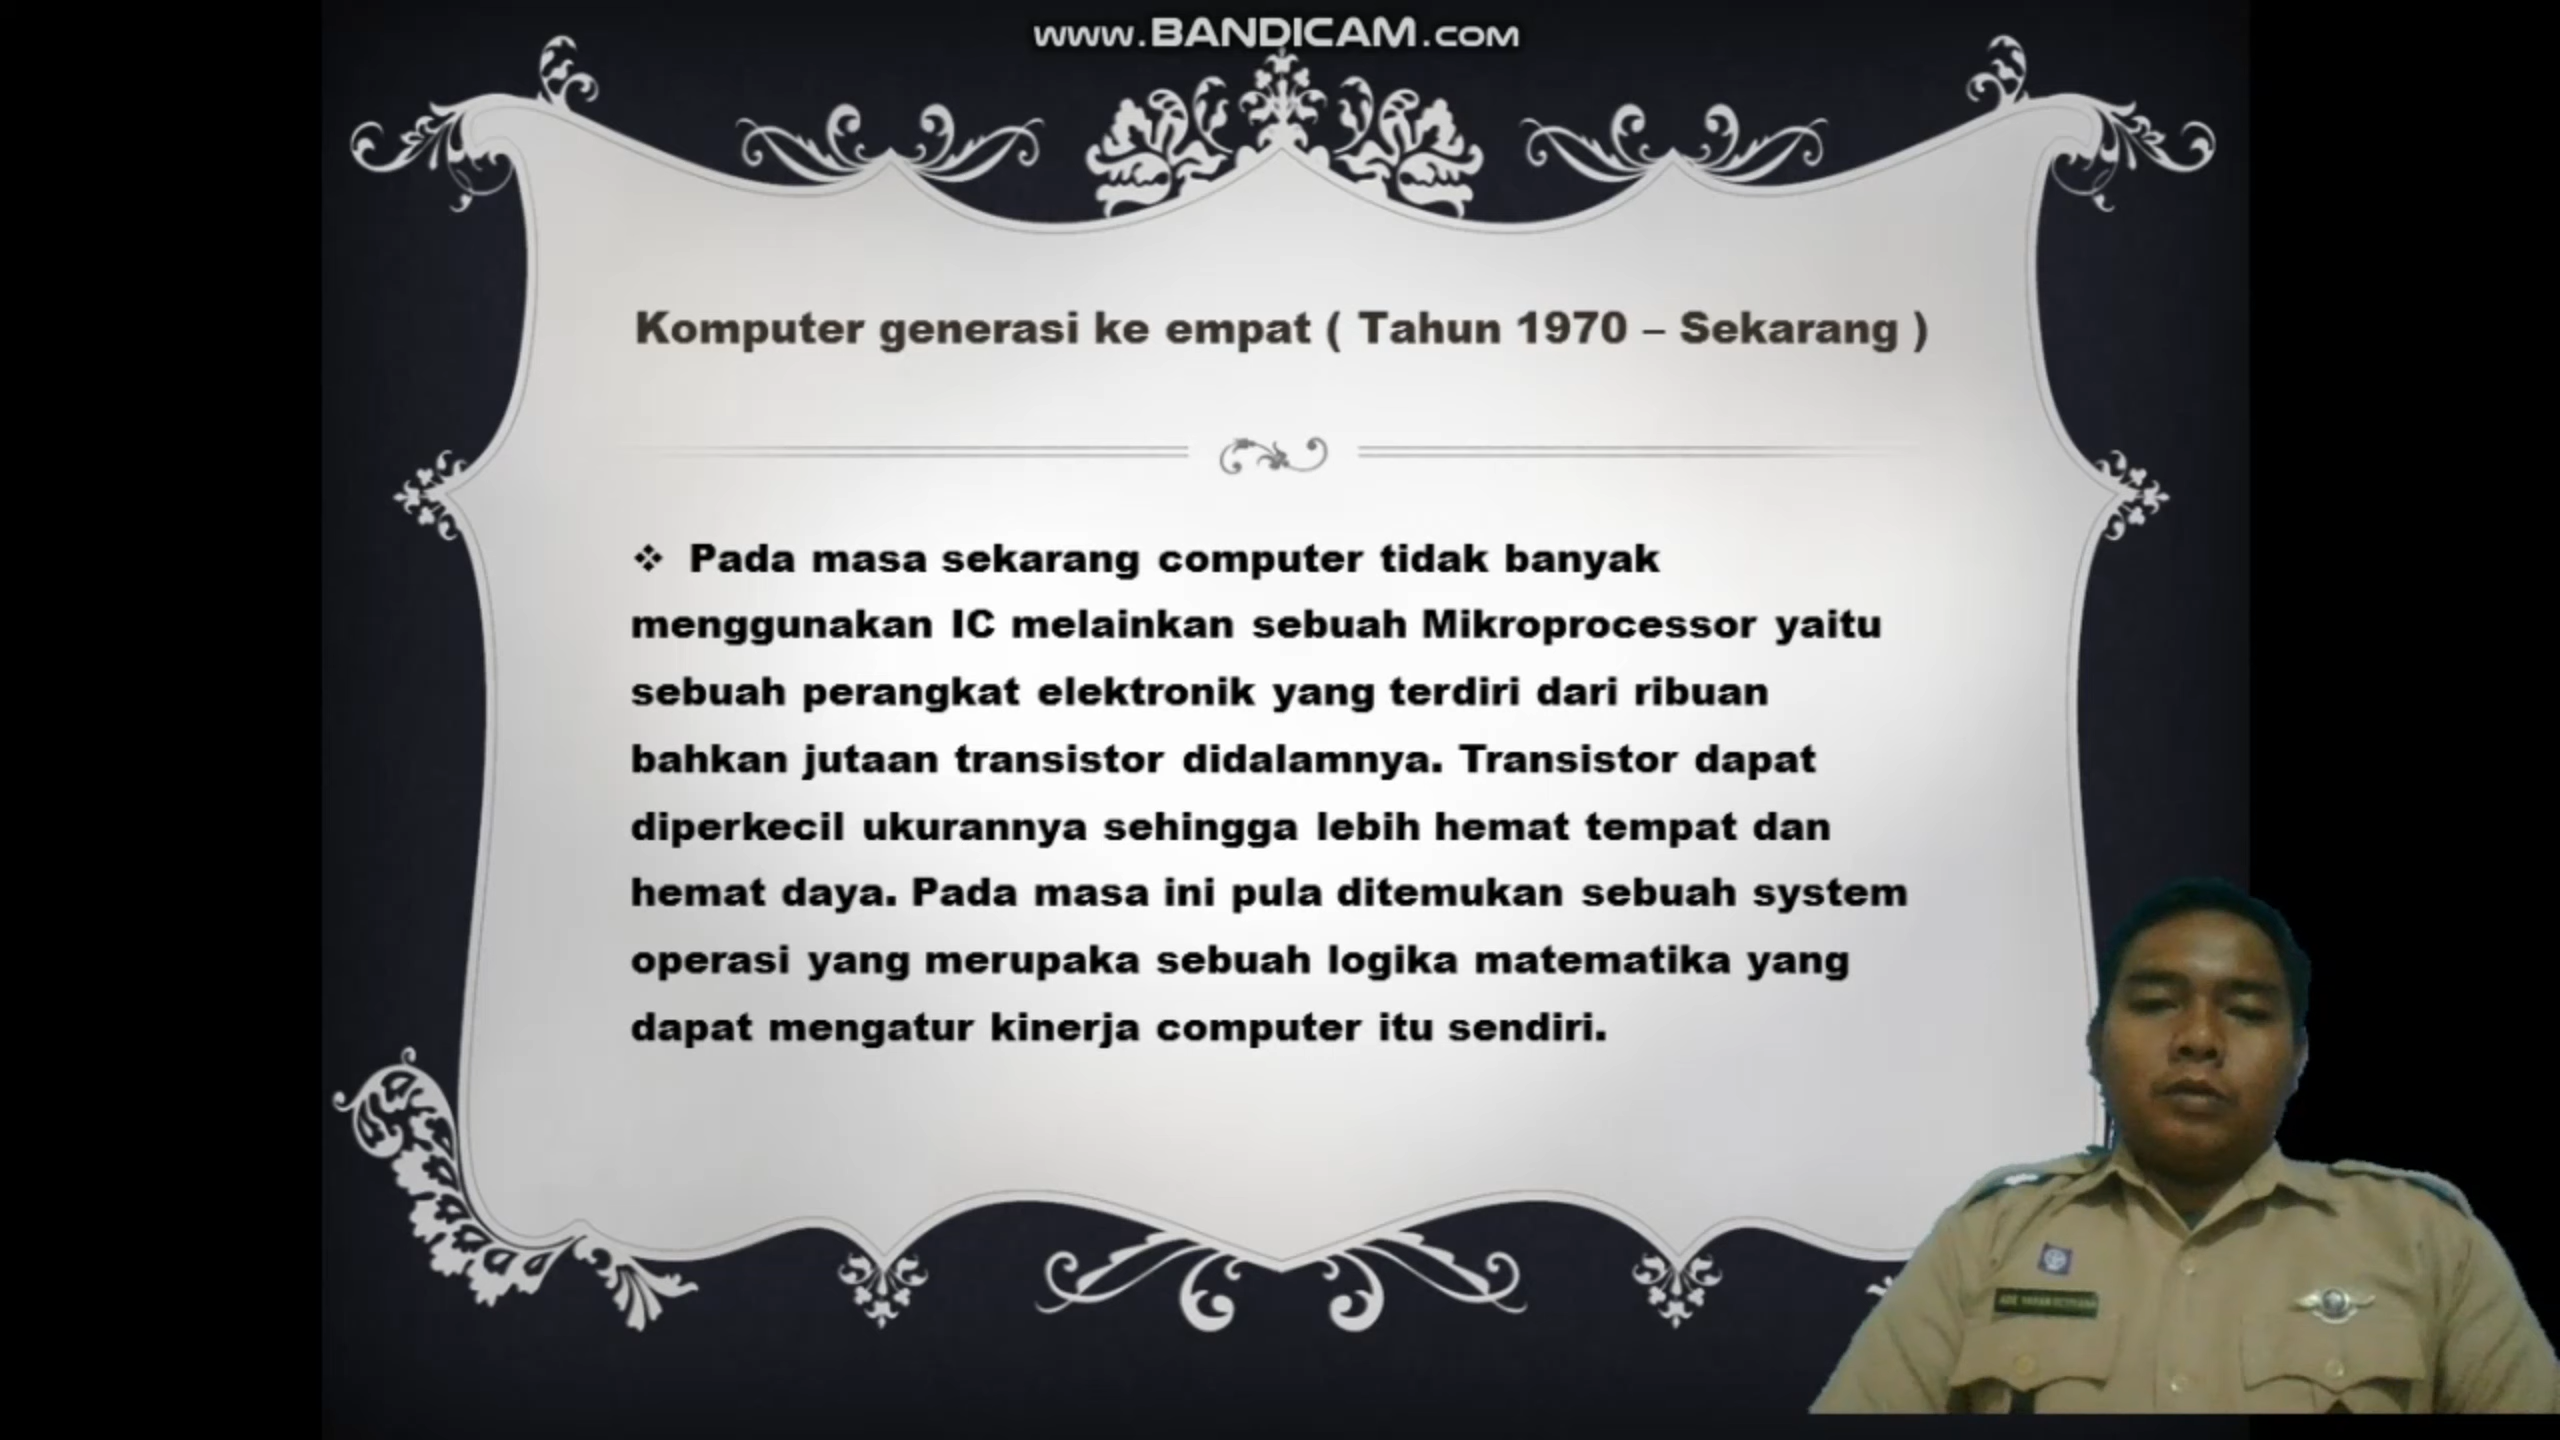 www.BANDICAM.com
Komputer generasi ke empat ( Tahun 1970 – Sekarang )
❖ Pada masa sekarang computer tidak banyak
menggunakan IC melainkan sebuah Mikroprocessor yaitu
sebuah perangkat elektronik yang terdiri dari ribuan
bahkan jutaan transistor didalamnya. Transistor dapat
diperkecil ukurannya sehingga lebih hemat tempat dan
hemat daya. Pada masa ini pula ditemukan sebuah system
operasi yang merupaka sebuah logika matematika yang
dapat mengatur kinerja computer itu sendiri.
ADE